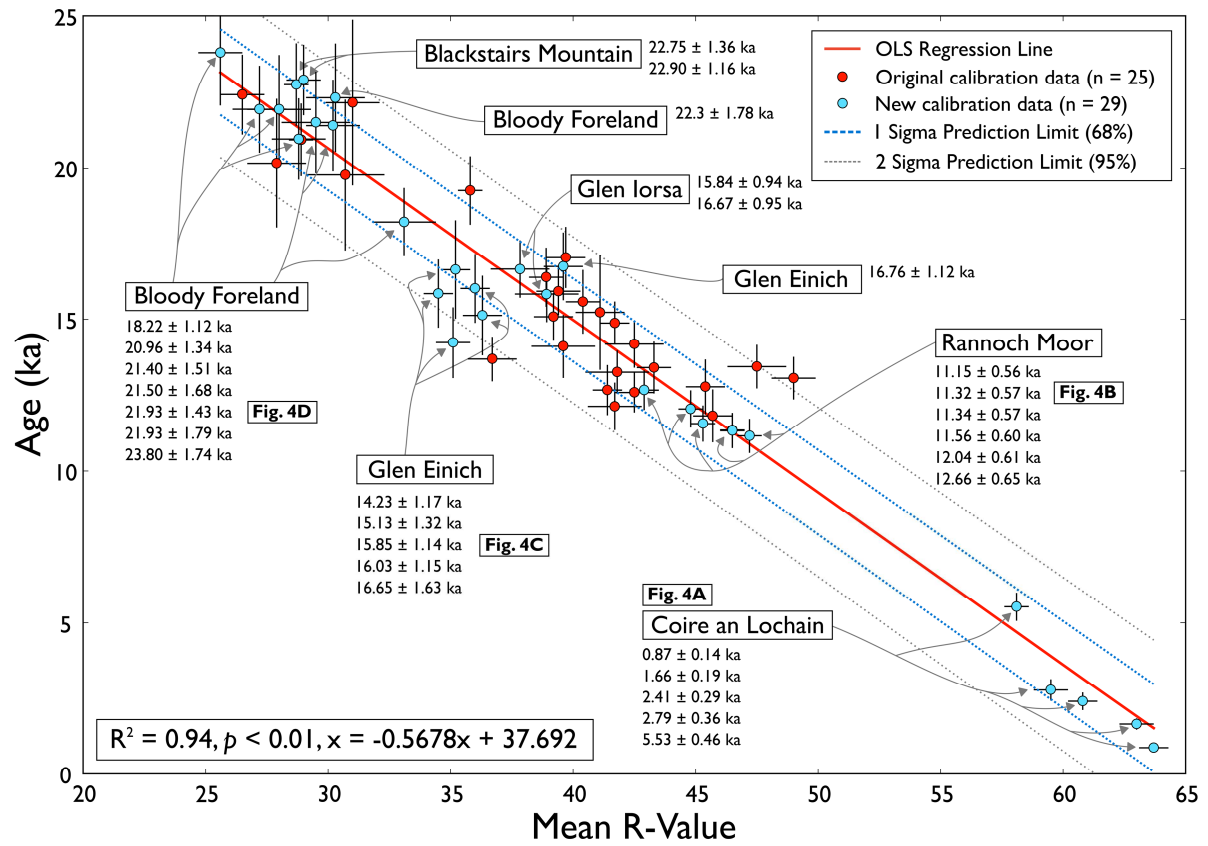 25
20
15
10
5
0
Age (ka)
20
25
30
35
40
45
50
55
60
65
Mean R-Value
OLS Regression Line
Original calibration data (n = 25)
New calibration data (n = 29)
1 Sigma Prediction Limit (68%)
2 Sigma Prediction Limit (95%)
Blackstairs Mountain
22.75 ± 1.36 ka
22.90 ± 1.16 ka
Bloody Foreland
22.3 ± 1.78 ka
Glen Iorsa
15.84 ± 0.94 ka
16.67 ± 0.95 ka
Glen Einich
16.76 ± 1.12 ka
Rannoch Moor
11.15 ± 0.56 ka
11.32 ± 0.57 ka
11.34 ± 0.57 ka
11.56 ± 0.60 ka
12.04 ± 0.61 ka
12.66 ± 0.65 ka
Fig. 4B
Bloody Foreland
18.22 ± 1.12 ka
20.96 ± 1.34 ka
21.40 ± 1.51 ka
21.50 ± 1.68 ka
21.93 ± 1.43 ka
21.93 ± 1.79 ka
23.80 ± 1.74 ka
Fig. 4D
Glen Einich
14.23 ± 1.17 ka
15.13 ± 1.32 ka
15.85 ± 1.14 ka
16.03 ± 1.15 ka
16.65 ± 1.63 ka
Fig. 4C
Fig. 4A
Coire an Lochain
0.87 ± 0.14 ka
1.66 ± 0.19 ka
2.41 ± 0.29 ka
2.79 ± 0.36 ka
5.53 ± 0.46 ka
R² = 0.94, p < 0.01, x = -0.5678x + 37.692